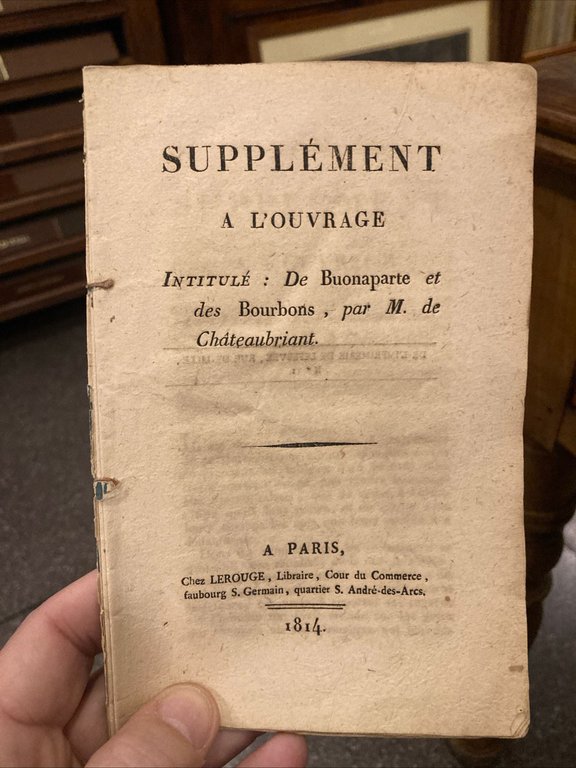 SUPPLÉMENT
A L'OUVRAGE
INTITULÉ : De Buonaparte et
des Bourbons, par M. de
Châteaubriant.
A PARIS,
Chez LEROUGE, Libraire, Cour du Commerce,
faubourg S. Germain, quartier S. André-des-Arcs.
1814.